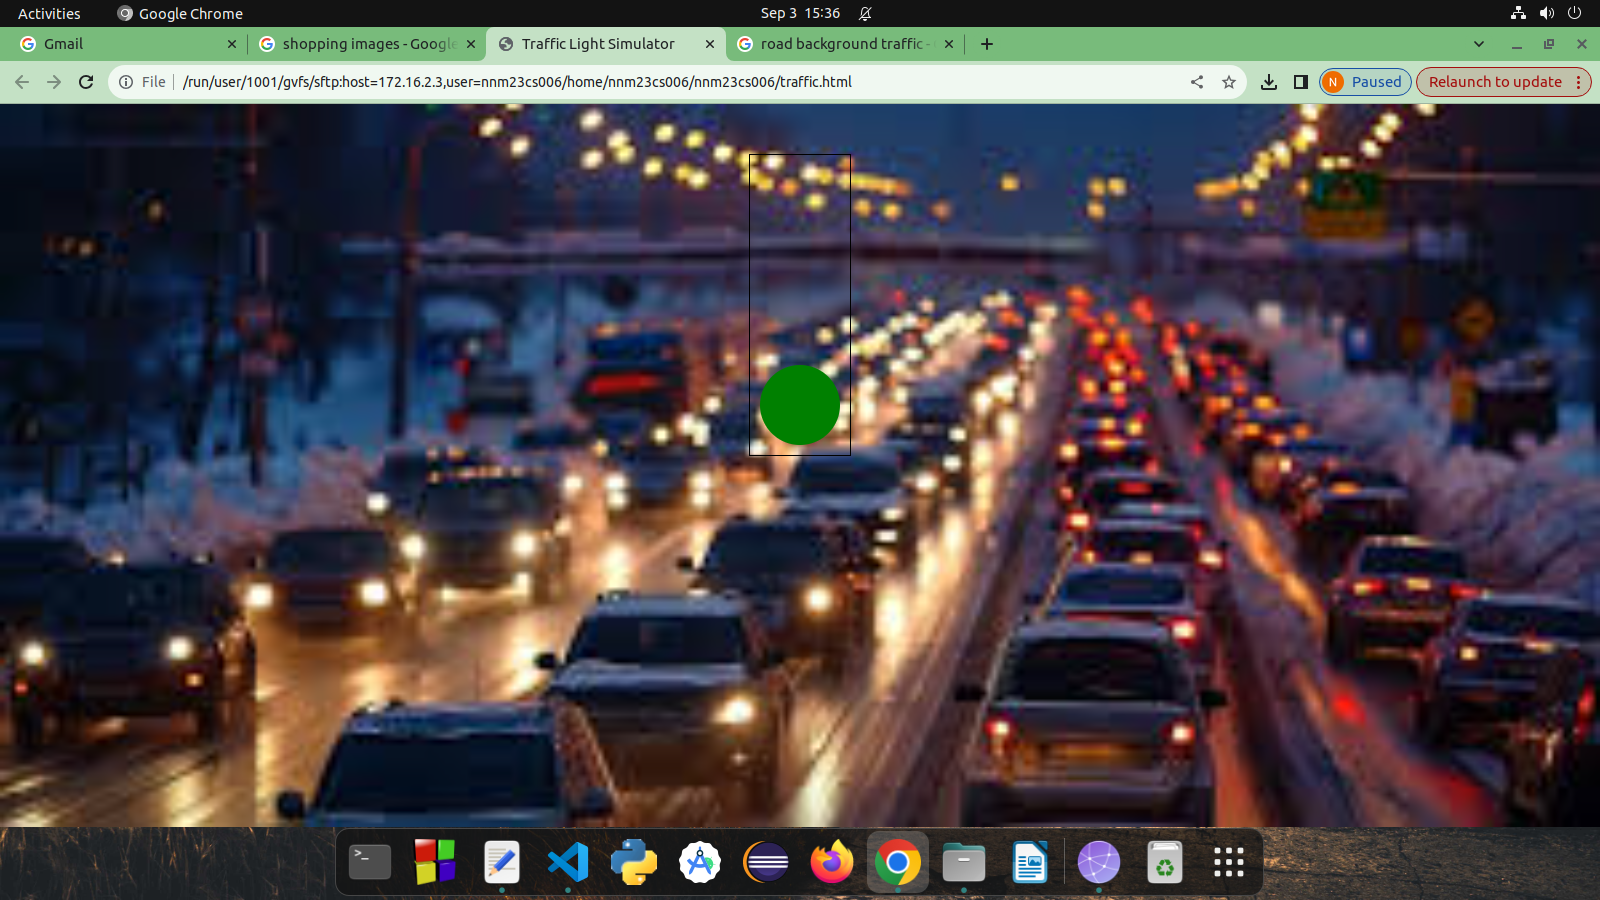 Activities
Google Chrome
Sep 3 15:36
Gmail
shopping images - Google
Traffic Light Simulator
road background traffic -
File
/run/user/1001/gvfs/sftp:host=172.16.2.3,user=nnm23cs006/home/nnm23cs006/nnm23cs006/traffic.html
N
Paused
Relaunch to update
>_